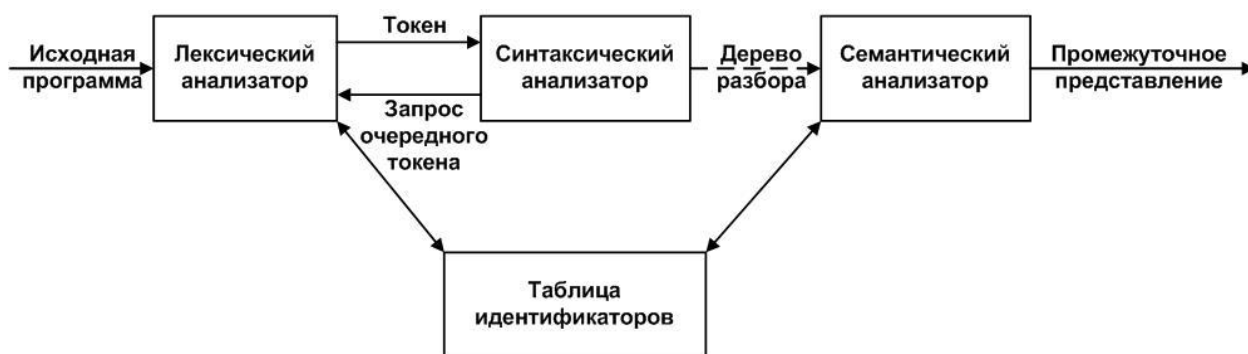 Исходная
программа
Лексический
анализатор
Токен
Запрос
очередного
токена
Синтаксический
анализатор
Дерево
разбора
Семантический
анализатор
Промежуточное
представление
Таблица
идентификаторов